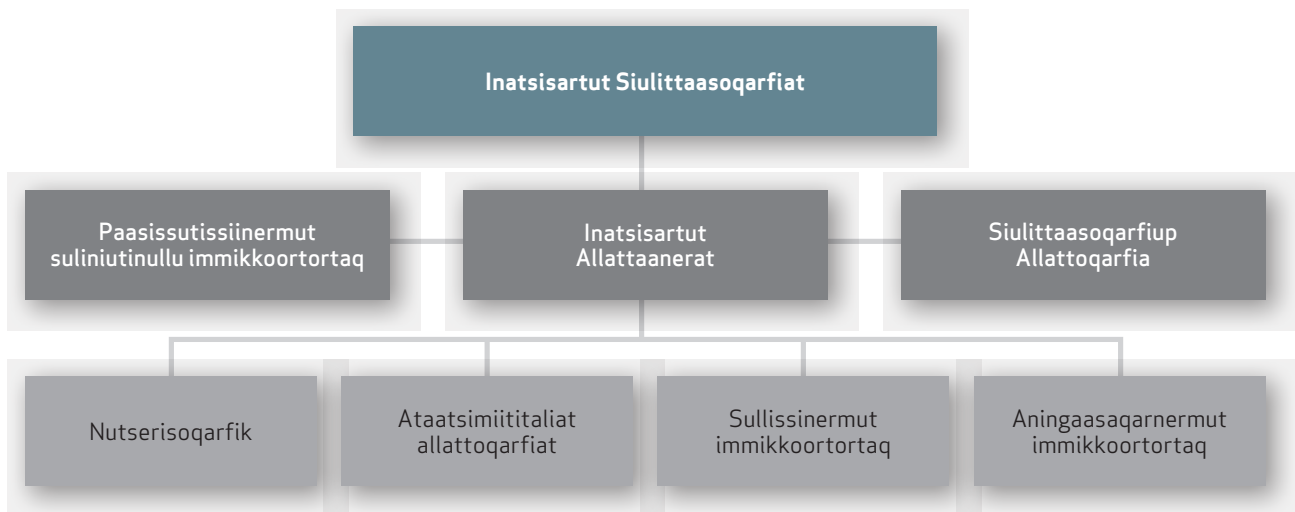 Inatsisartut Siulittaasoqarfiat
Paasissutissiinermut
suliniutinullu immikkoortortaq
Inatsisartut
Allattaanerat
Siulittaasoqarfiup
Allattoqarfia
Nutserisoqarfik
Ataatsimiititaliat
allattoqarfiat
Sullissinermut
immikkoortortaq
Aningaasaqarnermut
immikkoortortaq